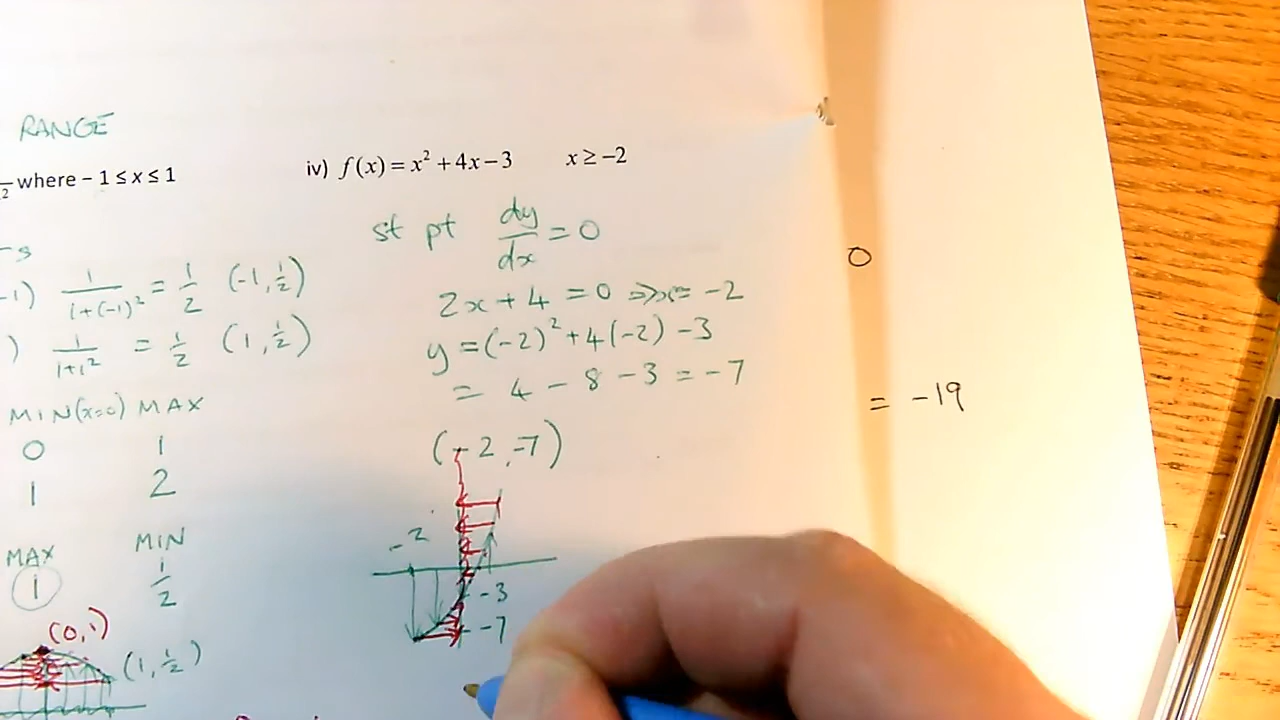 RANGE
where – 1 ≤ x ≤ 1
-1) 1/(1+(-1)²) = 1/2 (-1, 1/2)
) 1/(1+1²) = 1/2 (1, 1/2)
MIN(x=0) MAX
0 1
1 2
MAX MIN
1 1/2
(0,1)
(1, 1/2)
iv) f(x) = x² + 4x – 3 x ≥ –2
st pt dy/dx = 0
2x + 4 = 0 ⇒ x = -2
y = (-2)² + 4(-2) - 3
= 4 - 8 - 3 = -7
(-2, -7)
-2
-3
-7
0
= -19